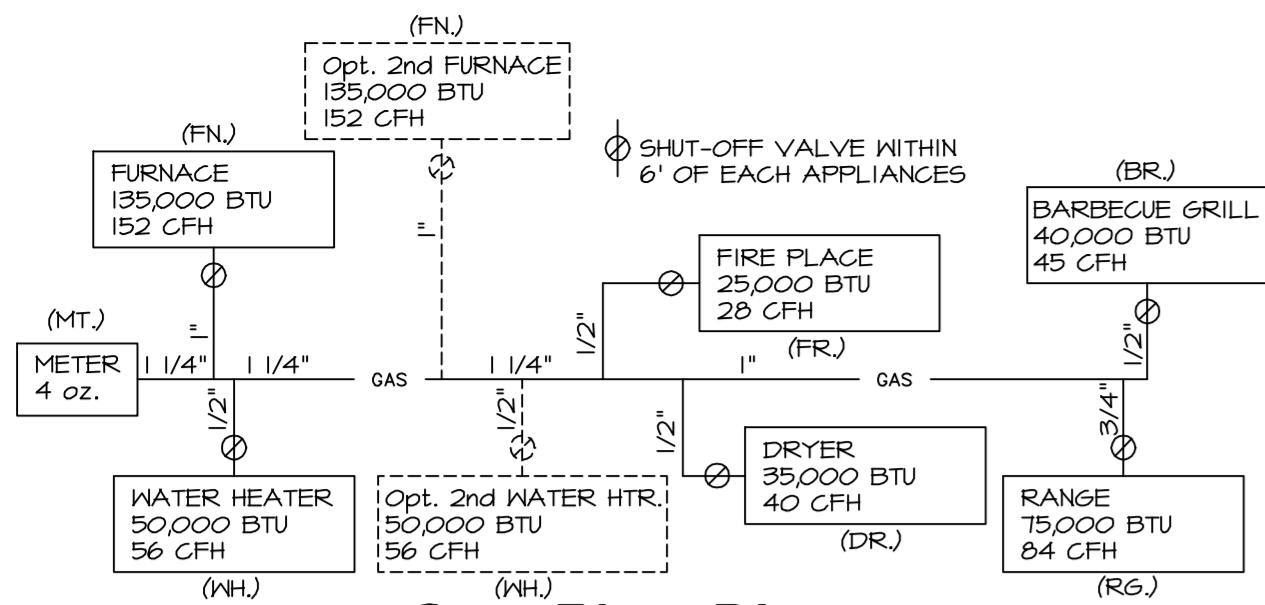 (FN.)
Opt. 2nd FURNACE
135,000 BTU
152 CFH
(FN.)
FURNACE
135,000 BTU
152 CFH
SHUT-OFF VALVE WITHIN
6' OF EACH APPLIANCES
(BR.)
BARBECUE GRILL
40,000 BTU
45 CFH
1"
FIRE PLACE
25,000 BTU
28 CFH
(FR.)
(MT.)
METER
4 oz.
1"
1 1/4"
1 1/4"
GAS
1 1/4"
1/2"
1"
GAS
1/2"
1/2"
1/2"
1/2"
3/4"
WATER HEATER
50,000 BTU
56 CFH
(WH.)
Opt. 2nd WATER HTR.
50,000 BTU
56 CFH
(WH.)
DRYER
35,000 BTU
40 CFH
(DR.)
RANGE
75,000 BTU
84 CFH
(RG.)